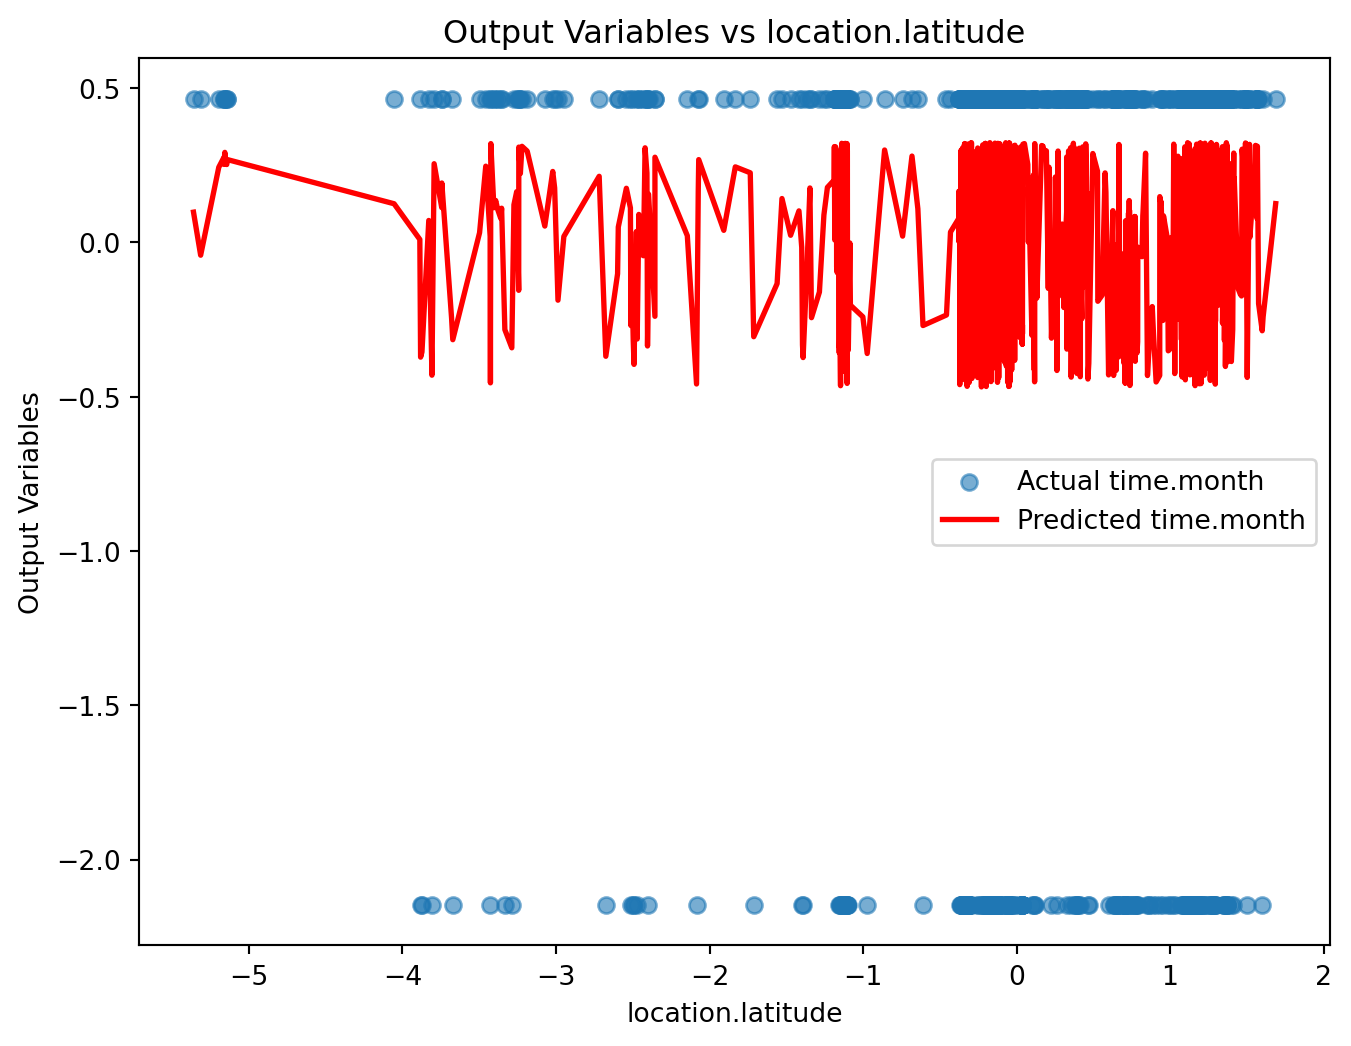 Output Variables vs location.latitude
0.5
0.0
−0.5
−1.0
−1.5
−2.0
Output Variables
Actual time.month
Predicted time.month
−5
−4
−3
−2
−1
0
1
2
location.latitude